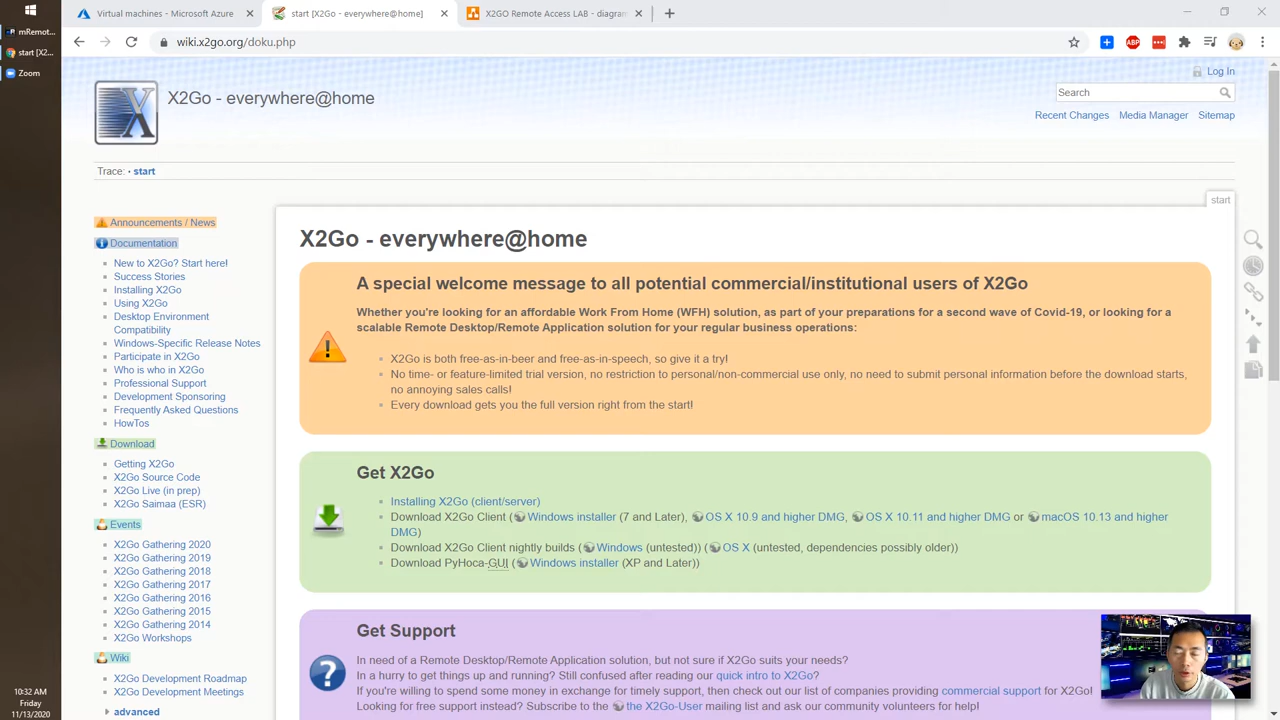 mRemot...
start [X2...
Zoom
10:32 AM
Friday
11/13/2020
Virtual machines - Microsoft Azure
start [X2Go - everywhere@home]
X2GO Remote Access LAB - diagram
wiki.x2go.org/doku.php
ABP
X2Go - everywhere@home
Log In
Search
Recent Changes Media Manager Sitemap
Trace: • start
Announcements / News
Documentation
New to X2Go? Start here!
Success Stories
Installing X2Go
Using X2Go
Desktop Environment
Compatibility
Windows-Specific Release Notes
Participate in X2Go
Who is who in X2Go
Professional Support
Development Sponsoring
Frequently Asked Questions
HowTos
Download
Getting X2Go
X2Go Source Code
X2Go Live (in prep)
X2Go Saimaa (ESR)
Events
X2Go Gathering 2020
X2Go Gathering 2019
X2Go Gathering 2018
X2Go Gathering 2017
X2Go Gathering 2016
X2Go Gathering 2015
X2Go Gathering 2014
X2Go Workshops
Wiki
X2Go Development Roadmap
X2Go Development Meetings
advanced
start
X2Go - everywhere@home
A special welcome message to all potential commercial/institutional users of X2Go
Whether you're looking for an affordable Work From Home (WFH) solution, as part of your preparations for a second wave of Covid-19, or looking for a
scalable Remote Desktop/Remote Application solution for your regular business operations:
X2Go is both free-as-in-beer and free-as-in-speech, so give it a try!
No time- or feature-limited trial version, no restriction to personal/non-commercial use only, no need to submit personal information before the download starts,
no annoying sales calls!
Every download gets you the full version right from the start!
Get X2Go
Installing X2Go (client/server)
Download X2Go Client (Windows installer (7 and Later), OS X 10.9 and higher DMG, OS X 10.11 and higher DMG or macOS 10.13 and higher
DMG)
Download X2Go Client nightly builds (Windows (untested)) (OS X (untested, dependencies possibly older))
Download PyHoca-GUI (Windows installer (XP and Later))
Get Support
In need of a Remote Desktop/Remote Application solution, but not sure if X2Go suits your needs?
In a hurry to get things up and running? Still confused after reading our quick intro to X2Go?
If you're willing to spend some money in exchange for timely support, then check out our list of companies providing commercial support for X2Go!
Looking for free support instead? Subscribe to the the X2Go-User mailing list and ask our community volunteers for help!